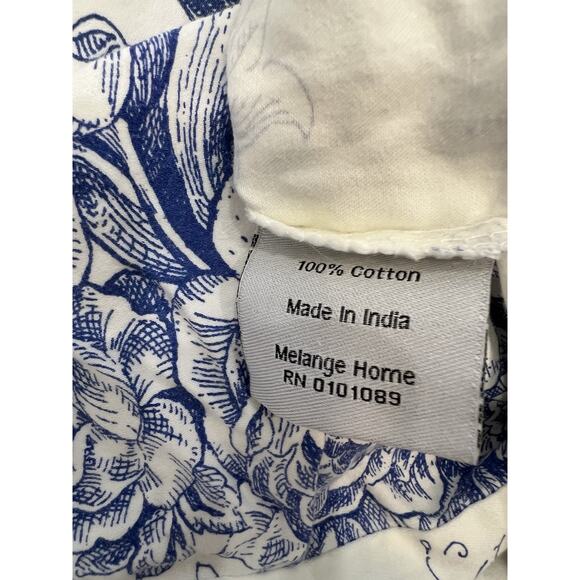 100% Cotton
Made In India
Melange Home
RN 0101089